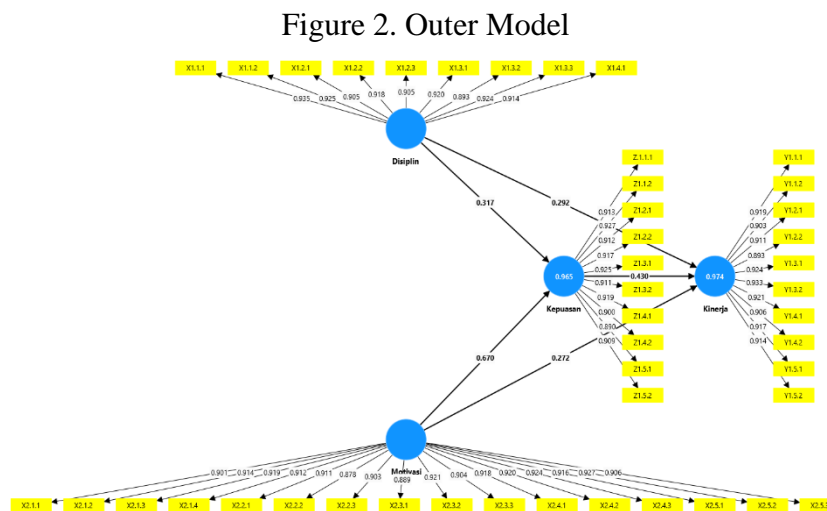 Figure 2. Outer Model
X1.1.1 X1.1.2 X1.2.1 X1.2.2 X1.2.3 X1.3.1 X1.3.2 X1.3.3 X1.4.1
0.935 0.925 0.905 0.918 0.905 0.920 0.893 0.924 0.914
Disiplin
0.317
0.292
Z.1.1.1
Z1.1.2
Z1.2.1
Z1.2.2
Z1.3.1
Z1.3.2
Z1.4.1
Z1.4.2
Z1.5.1
Z1.5.2
0.913
0.927
0.912
0.917
0.925
0.911
0.919
0.900
0.890
0.909
0.965
Kepuasan
0.430
0.974
Kinerja
Y1.1.1
Y1.1.2
Y1.2.1
Y1.2.2
Y1.3.1
Y1.3.2
Y1.4.1
Y1.4.2
Y1.5.1
Y1.5.2
0.919
0.903
0.911
0.893
0.924
0.933
0.921
0.906
0.917
0.914
0.670
0.272
Motivasi
0.901 0.914 0.919 0.912 0.911 0.878 0.903 0.889 0.921 0.904 0.918 0.920 0.924 0.916 0.927 0.906
X2.1.1 X2.1.2 X2.1.3 X2.1.4 X2.2.1 X2.2.2 X2.2.3 X2.3.1 X2.3.2 X2.3.3 X2.4.1 X2.4.2 X2.4.3 X2.5.1 X2.5.2